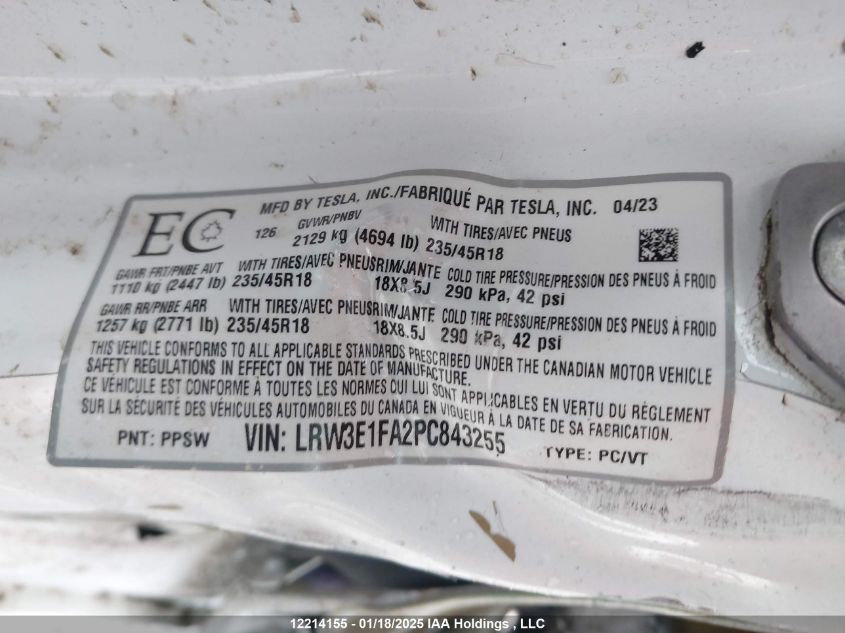 MFD BY TESLA, INC./FABRIQUÉ PAR TESLA, INC. 04/23
EC
126
GVWR/PNBV
2129 kg (4694 lb)
WITH TIRES/AVEC PNEUS
235/45R18
GAWR FRT/PNBE AVT WITH TIRES/AVEC PNEUS RIM/JANTE COLD TIRE PRESSURE/PRESSION DES PNEUS À FROID
1110 kg (2447 lb) 235/45R18 18X8.5J 290 kPa, 42 psi
GAWR RR/PNBE ARR WITH TIRES/AVEC PNEUS RIM/JANTE COLD TIRE PRESSURE/PRESSION DES PNEUS À FROID
1257 kg (2771 lb) 235/45R18 18X8.5J 290 kPa, 42 psi
THIS VEHICLE CONFORMS TO ALL APPLICABLE STANDARDS PRESCRIBED UNDER THE CANADIAN MOTOR VEHICLE
SAFETY REGULATIONS IN EFFECT ON THE DATE OF MANUFACTURE.
CE VÉHICULE EST CONFORME À TOUTES LES NORMES QUI LUI SONT APPLICABLES EN VERTU DU RÉGLEMENT
SUR LA SÉCURITÉ DES VÉHICULES AUTOMOBILES DU CANADA EN VIGUEUR À LA DATE DE SA FABRICATION.
PNT: PPSW VIN: LRW3E1FA2PC843255 TYPE: PC/VT
12214155 - 01/18/2025 IAA Holdings, LLC